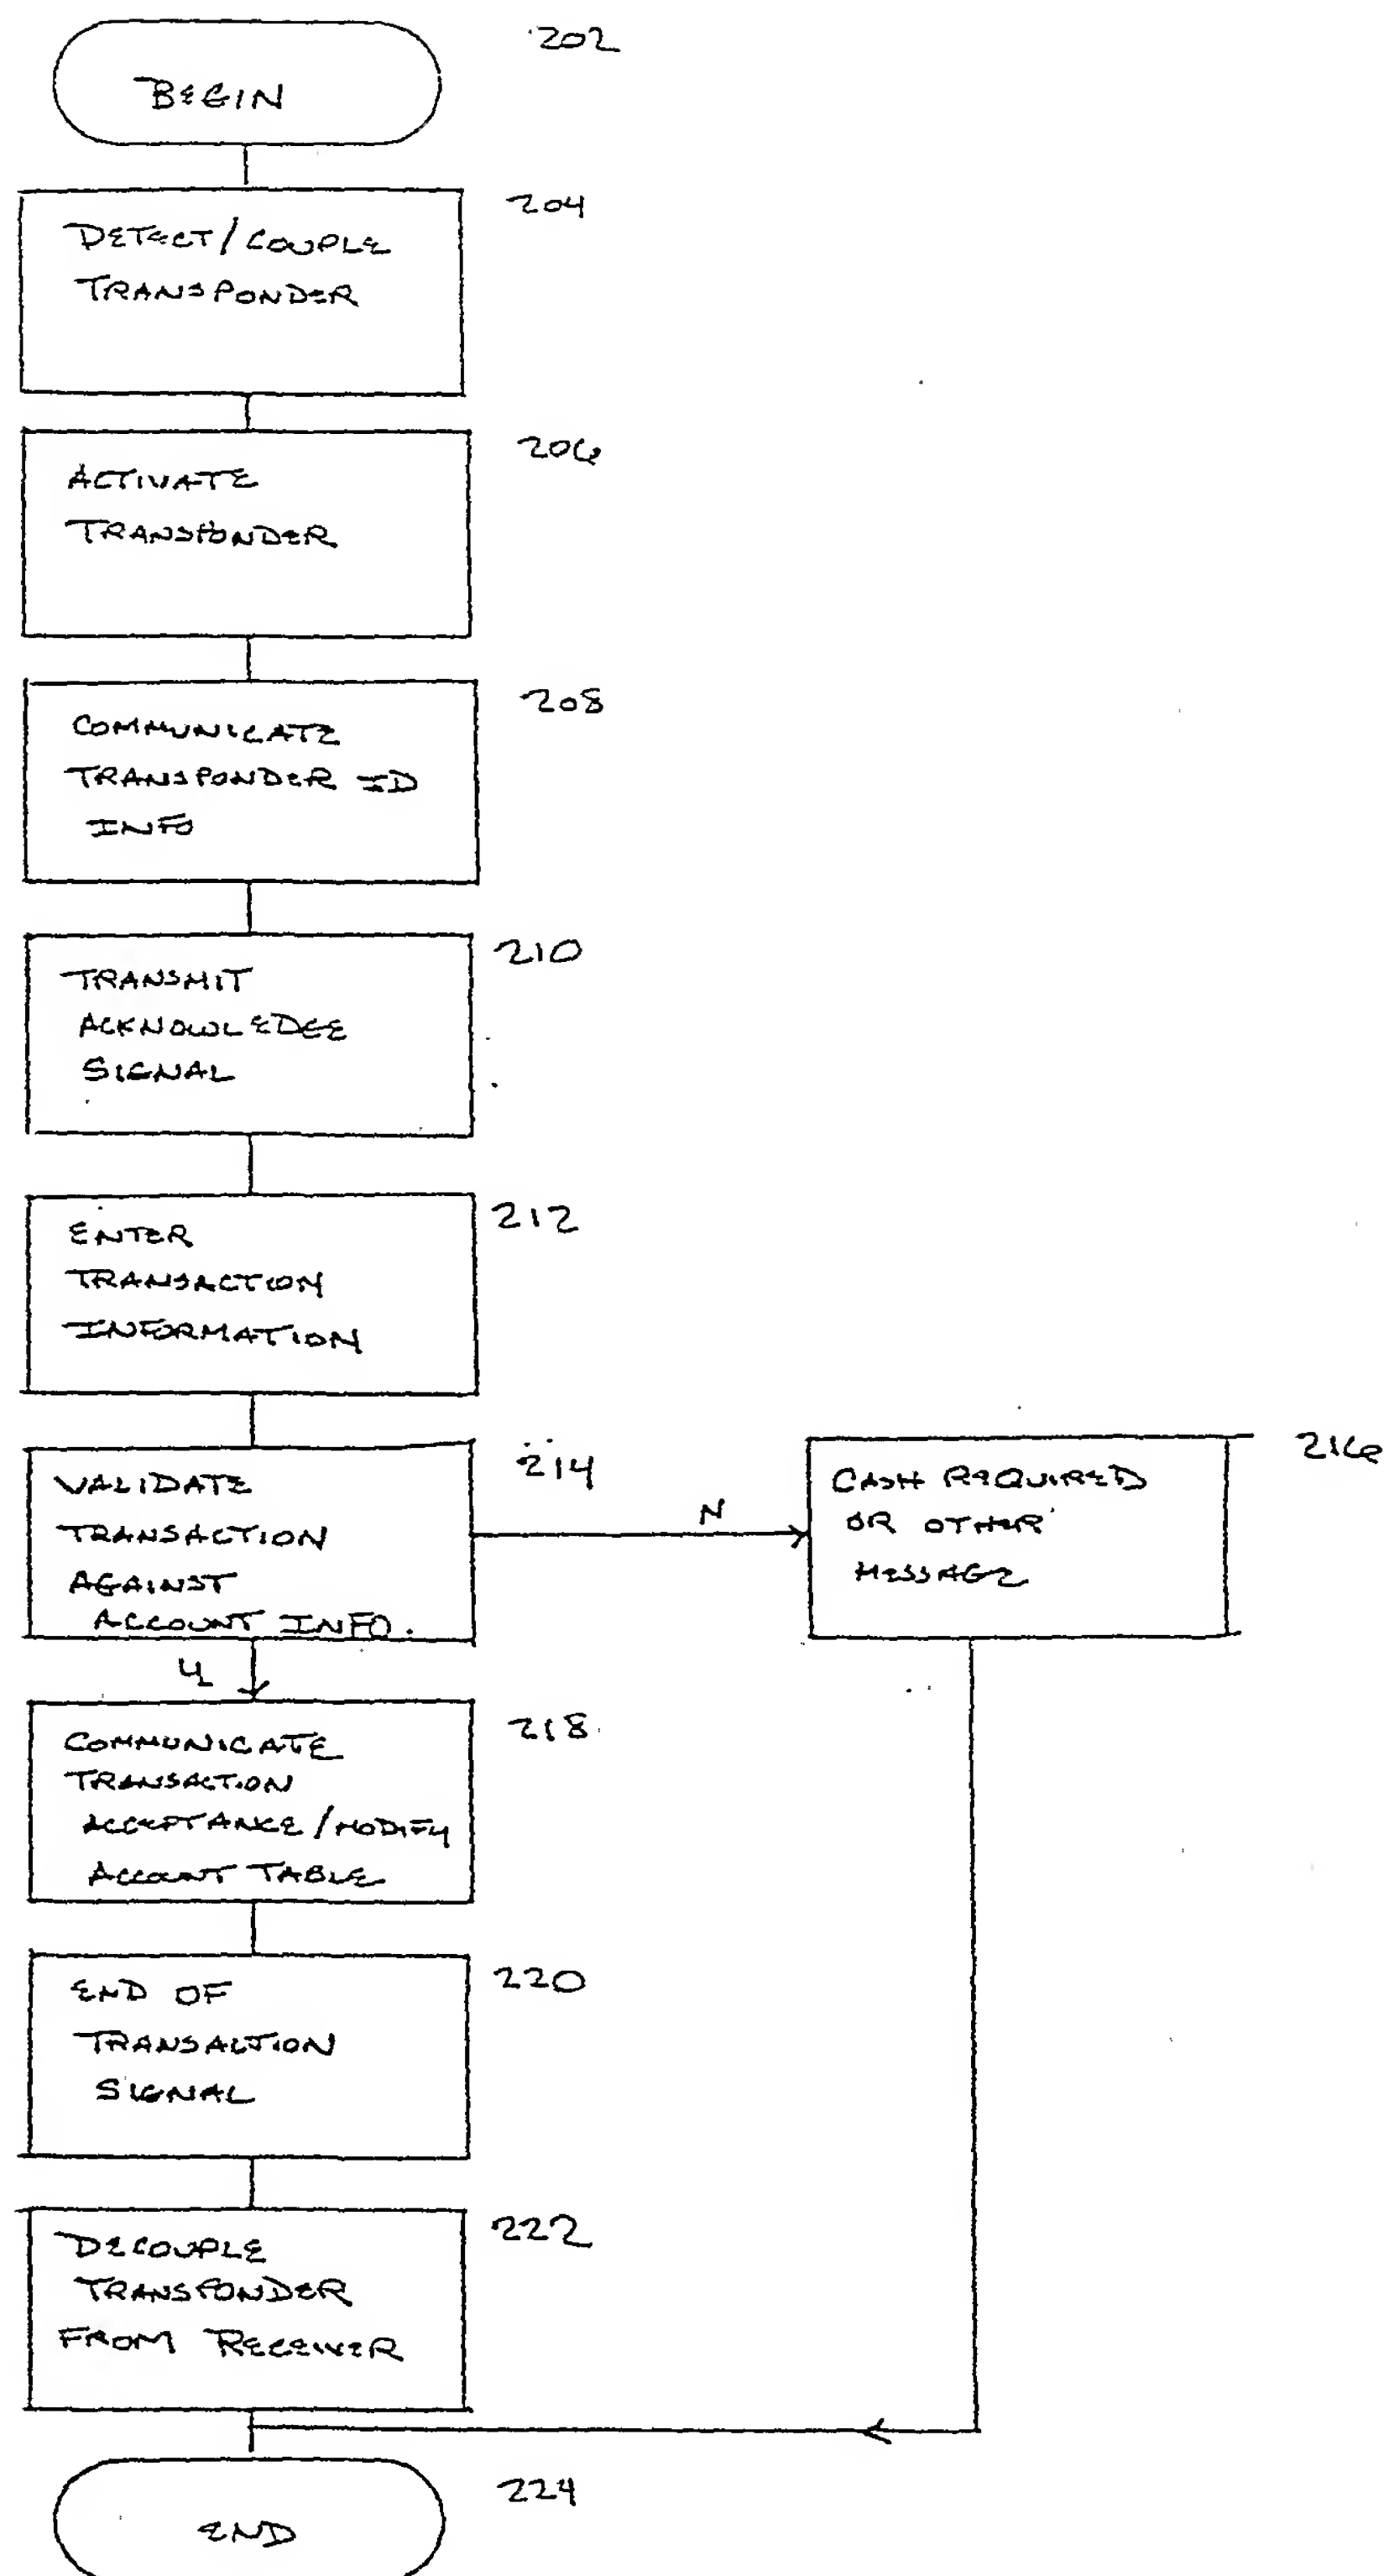 BEGIN
202
DETECT/COUPLE
TRANSPONDER
204
ACTIVATE
TRANSPONDER
206
COMMUNICATE
TRANSPONDER ID
INFO
208
TRANSMIT
ACKNOWLEDGE
SIGNAL
210
ENTER
TRANSACTION
INFORMATION
212
VALIDATE
TRANSACTION
AGAINST
ACCOUNT INFO.
214
N
CASH REQUIRED
OR OTHER
MESSAGE
216
Y
COMMUNICATE
TRANSACTION
ACCEPTANCE/MODIFY
ACCOUNT TABLE
218
END OF
TRANSACTION
SIGNAL
220
DECOUPLE
TRANSPONDER
FROM RECEIVER
222
END
224